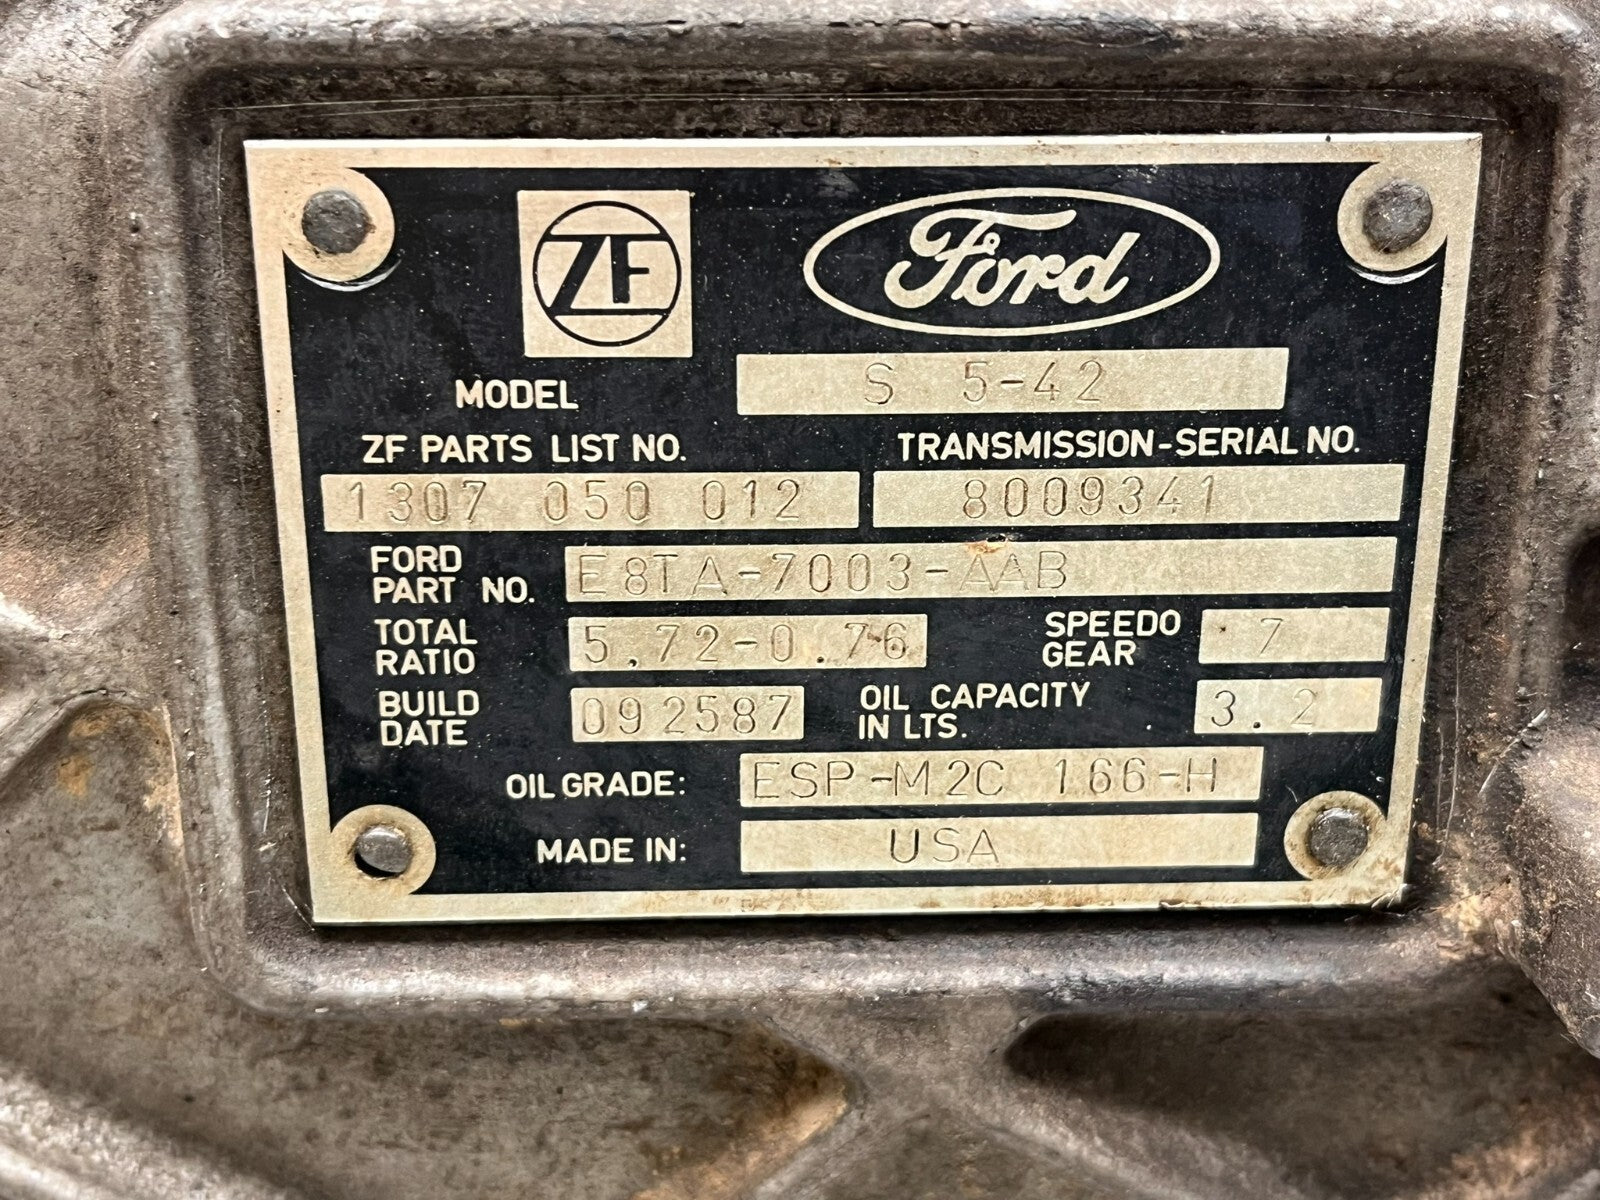 ZF Ford
MODEL S 5-42
ZF PARTS LIST NO. TRANSMISSION-SERIAL NO.
1307 050 012 8009341
FORD PART NO. E8TA-7003-AAB
TOTAL RATIO 5.72-0.76 SPEEDO GEAR 7
BUILD DATE 092587 OIL CAPACITY IN LTS. 3.2
OIL GRADE: ESP-M2C 166-H
MADE IN: USA